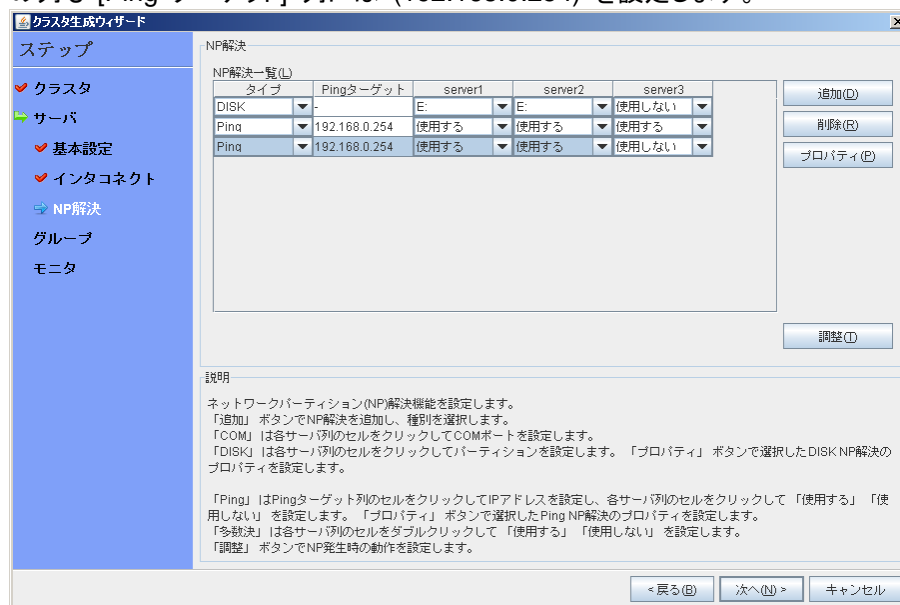 クラスタ生成ウィザード
ステップ
クラスタ
サーバ
基本設定
インタコネクト
NP解決
グループ
モニタ
NP解決
NP解決一覧(L)
タイプ Pingターゲット server1 server2 server3
DISK - E: E: 使用しない
Ping 192.168.0.254 使用する 使用する 使用する
Ping 192.168.0.254 使用する 使用する 使用しない
追加(D)
削除(R)
プロパティ(P)
調整(T)
説明
ネットワークパーティション(NP)解決機能を設定します。
「追加」 ボタンでNP解決を追加し、種別を選択します。
「COM」は各サーバ列のセルをクリックしてCOMポートを設定します。
「DISK」は各サーバ列のセルをクリックしてパーティションを設定します。 「プロパティ」 ボタンで選択したDISK NP解決の
プロパティを設定します。
「Ping」はPingターゲット列のセルをクリックしてIPアドレスを設定し、各サーバ列のセルをクリックして 「使用する」 「使
用しない」 を設定します。 「プロパティ」 ボタンで選択したPing NP解決のプロパティを設定します。
「多数決」は各サーバ列のセルをダブルクリックして 「使用する」 「使用しない」 を設定します。
「調整」 ボタンでNP発生時の動作を設定します。
<戻る(B) 次へ(N)> キャンセル